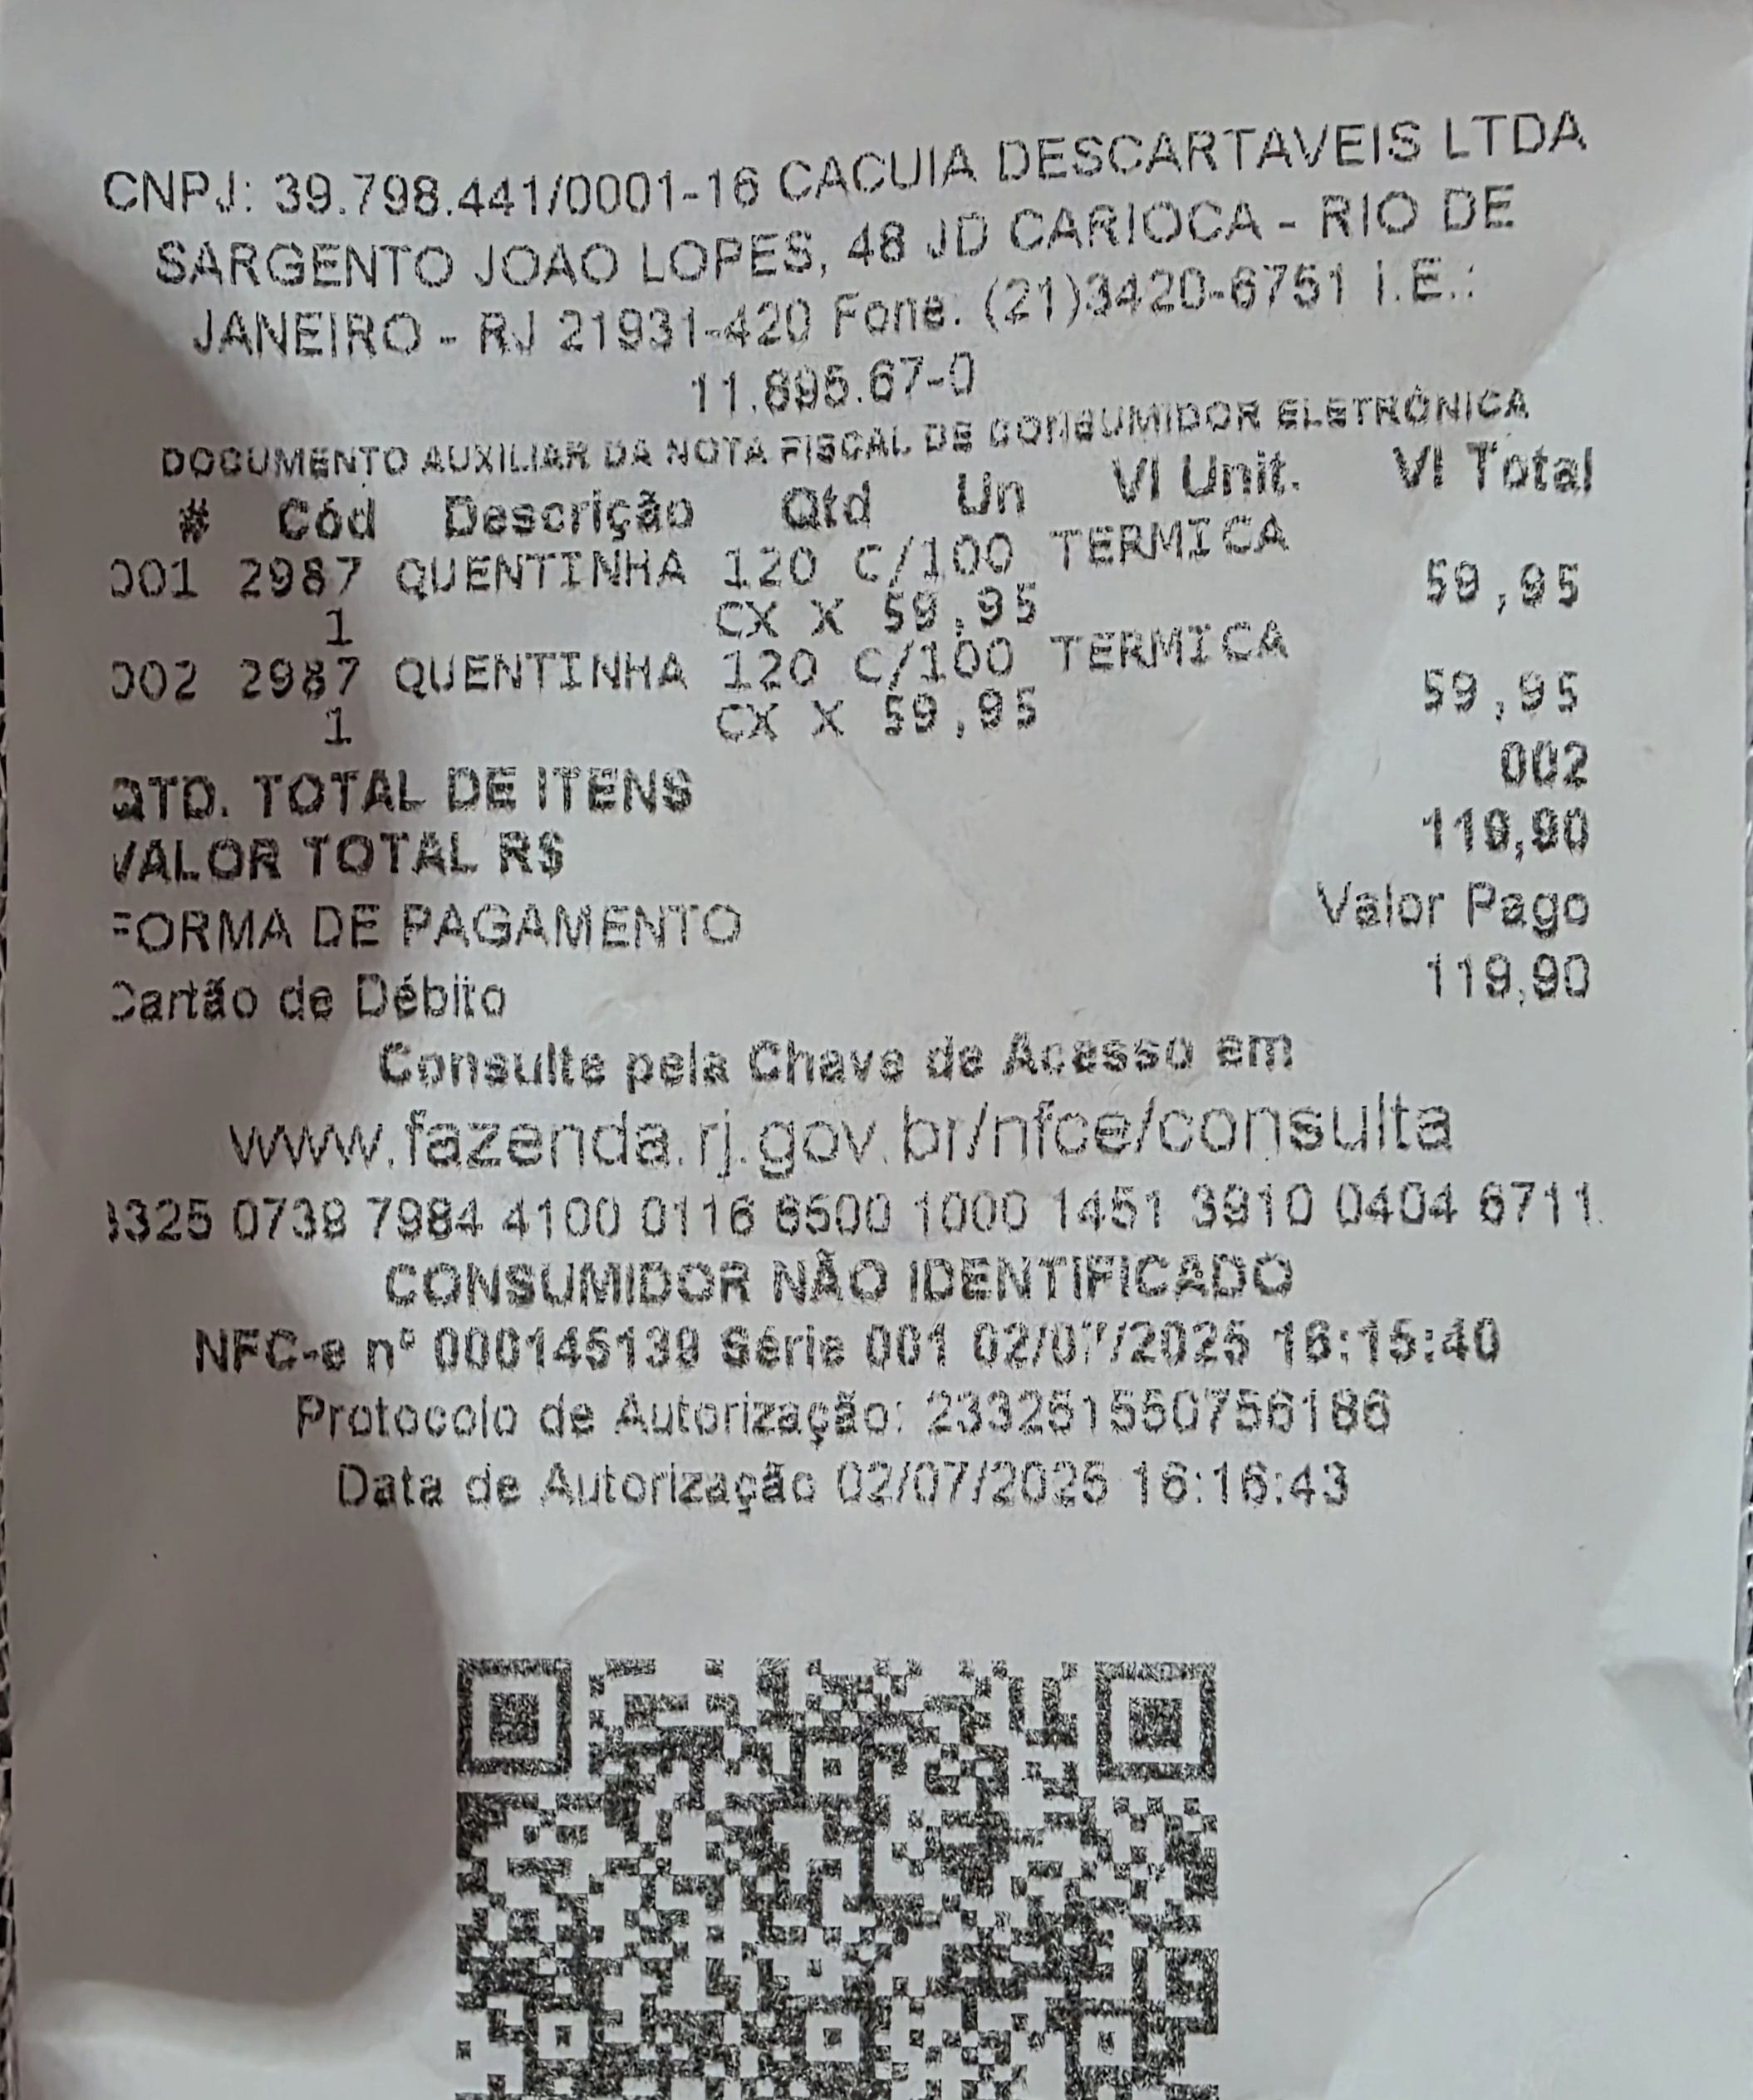 CNPJ: 39.798.441/0001-16 CACUIA DESCARTAVEIS LTDA
SARGENTO JOAO LOPES, 48 JD CARIOCA - RIO DE
JANEIRO - RJ 21931-420 Fone. (21)3420-6751 I.E.:
11.895.67-0
DOCUMENTO AUXILIAR DA NOTA FISCAL DE CONSUMIDOR ELETRÔNICA
# Cód Descrição Qtd Un Vl Unit. Vl Total
001 2987 QUENTINHA 120 C/100 TERMICA
1 CX X 59,95 59,95
002 2987 QUENTINHA 120 C/100 TERMICA
1 CX X 59,95 59,95
QTD. TOTAL DE ITENS 002
VALOR TOTAL R$ 119,90
FORMA DE PAGAMENTO Valor Pago
Cartão de Débito 119,90
Consulte pela Chave de Acesso em
www.fazenda.rj.gov.br/nfce/consulta
3325 0739 7984 4100 0116 6500 1000 1451 3910 0404 6711
CONSUMIDOR NÃO IDENTIFICADO
NFC-e nº 000145139 Série 001 02/07/2025 16:15:40
Protocolo de Autorização: 233251550756186
Data de Autorização 02/07/2025 16:16:43